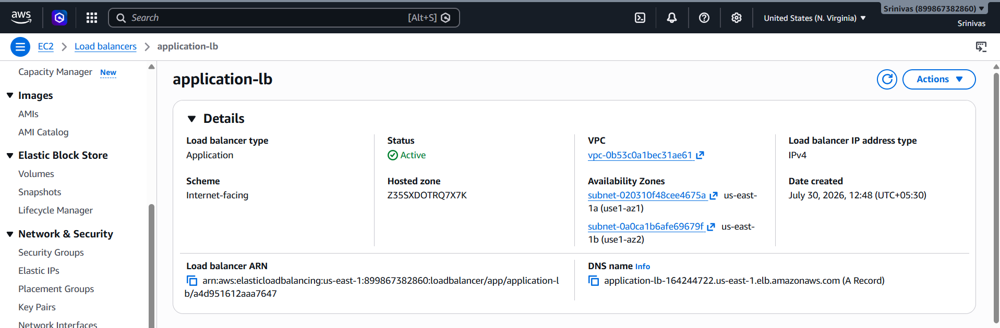 aws
Search
[Alt+S]
United States (N. Virginia)
Srinivas (899867382860)
Srinivas
EC2
Load balancers
application-lb
Capacity Manager New
Images
AMIs
AMI Catalog
Elastic Block Store
Volumes
Snapshots
Lifecycle Manager
Network & Security
Security Groups
Elastic IPs
Placement Groups
Key Pairs
Network Interfaces
application-lb
Actions
Details
Load balancer type
Application
Status
Active
VPC
vpc-0b53c0a1bec31ae61
Load balancer IP address type
IPv4
Scheme
Internet-facing
Hosted zone
Z35SXDOTRQ7X7K
Availability Zones
subnet-020310f48cee4675a us-east-
1a (use1-az1)
subnet-0a0ca1b6afe69679f us-east-
1b (use1-az2)
Date created
July 30, 2026, 12:48 (UTC+05:30)
Load balancer ARN
arn:aws:elasticloadbalancing:us-east-1:899867382860:loadbalancer/app/application-l
b/a4d951612aaa7647
DNS name Info
application-lb-164244722.us-east-1.elb.amazonaws.com (A Record)